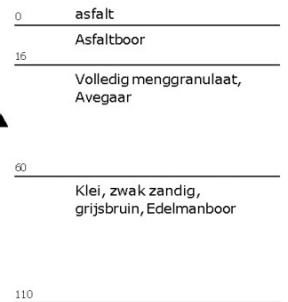 0
asfalt
Asfaltboor
16
Volledig menggranulaat,
Avegaar
60
Klei, zwak zandig,
grijsbruin, Edelmanboor
110